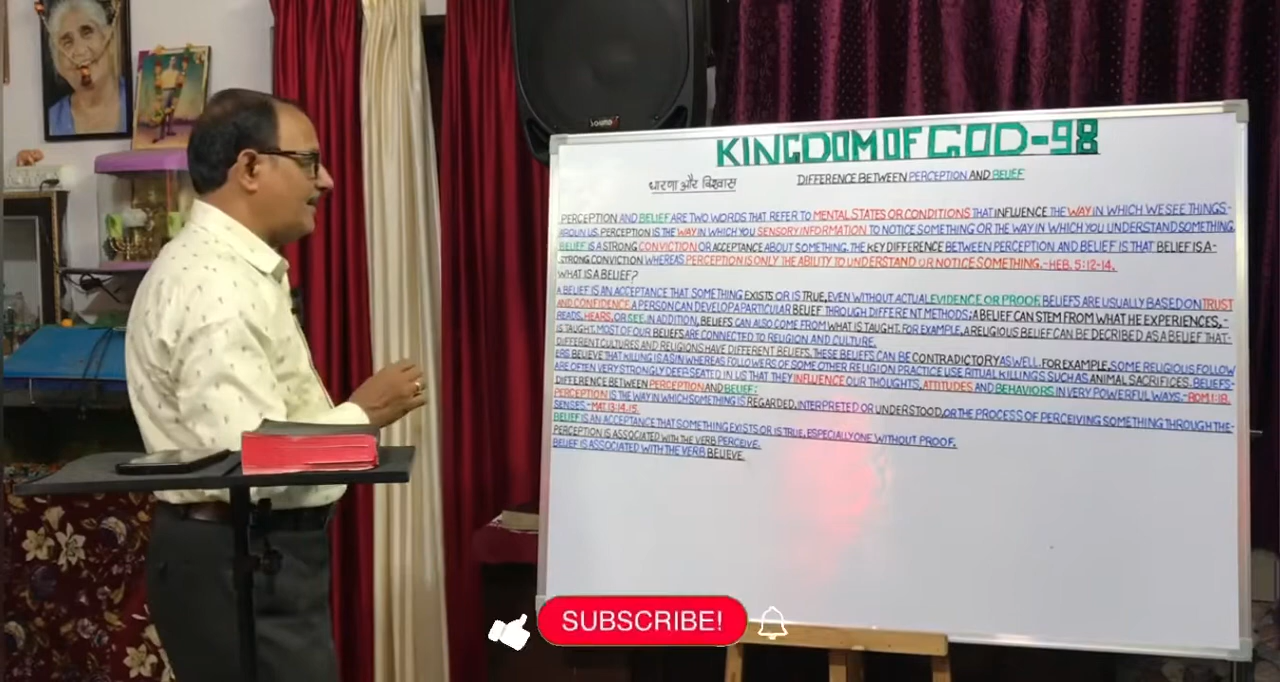 KINGDOM OF GOD-98
धारणा और विश्वास
DIFFERENCE BETWEEN PERCEPTION AND BELIEF
PERCEPTION AND BELIEF ARE TWO WORDS THAT REFER TO MENTAL STATES OR CONDITIONS THAT INFLUENCE THE WAY IN WHICH WE SEE THINGS-
AROUN US. PERCEPTION IS THE WAY IN WHICH YOU SENSORY INFORMATION TO NOTICE SOMETHING OR THE WAY IN WHICH YOU UNDERSTAND SOMETHING.
BELIEF IS A STRONG CONVICTION OR ACCEPTANCE ABOUT SOMETHING. THE KEY DIFFERENCE BETWEEN PERCEPTION AND BELIEF IS THAT BELIEF IS A-
STRONG CONVICTION WHEREAS PERCEPTION IS ONLY THE ABILITY TO UNDERSTAND OR NOTICE SOMETHING.-HEB. 5:12-14.
WHAT IS A BELIEF?
A BELIEF IS AN ACCEPTANCE THAT SOMETHING EXISTS OR IS TRUE, EVEN WITHOUT ACTUAL EVIDENCE OR PROOF. BELIEFS ARE USUALLY BASED ON TRUST
AND CONFIDENCE. A PERSON CAN DEVELOP A PARTICULAR BELIEF THROUGH DIFFERENT METHODS; A BELIEF CAN STEM FROM WHAT HE EXPERIENCES,-
READS, HEARS, OR SEE. IN ADDITION, BELIEFS CAN ALSO COME FROM WHAT IS TAUGHT. FOR EXAMPLE, A RELIGIOUS BELIEF CAN BE DECRIBED AS A BELIEF THAT-
IS TAUGHT. MOST OF OUR BELIEFS ARE CONNECTED TO RELIGION AND CULTURE.
DIFFERENT CULTURES AND RELIGIONS HAVE DIFFERENT BELIEFS. THESE BELIEFS CAN BE CONTRADICTORY AS WELL. FOR EXAMPLE, SOME RELIGIOUS FOLLOW
ERS BELIEVE THAT KILLING IS A SIN WHEREAS FOLLOWERS OF SOME OTHER RELIGION PRACTICE USE RITUAL KILLINGS SUCH AS ANIMAL SACRIFICES. BELIEFS-
ARE OFTEN VERY STRONGLY DEEP SEATED IN US THAT THEY INFLUENCE OUR THOUGHTS, ATTITUDES AND BEHAVIORS IN VERY POWERFUL WAYS.-ROM. 1:18.
DIFFERENCE BETWEEN PERCEPTION AND BELIEF:
PERCEPTION IS THE WAY IN WHICH SOMETHING IS REGARDED, INTERPRETED OR UNDERSTOOD, OR THE PROCESS OF PERCEIVING SOMETHING THROUGH THE-
SENSES.-MAT. 13:14,15.
BELIEF IS AN ACCEPTANCE THAT SOMETHING EXISTS OR IS TRUE, ESPECIALLY ONE WITHOUT PROOF.
PERCEPTION IS ASSOCIATED WITH THE VERB PERCEIVE.
BELIEF IS ASSOCIATED WITH THE VERB BELIEVE.
SUBSCRIBE!